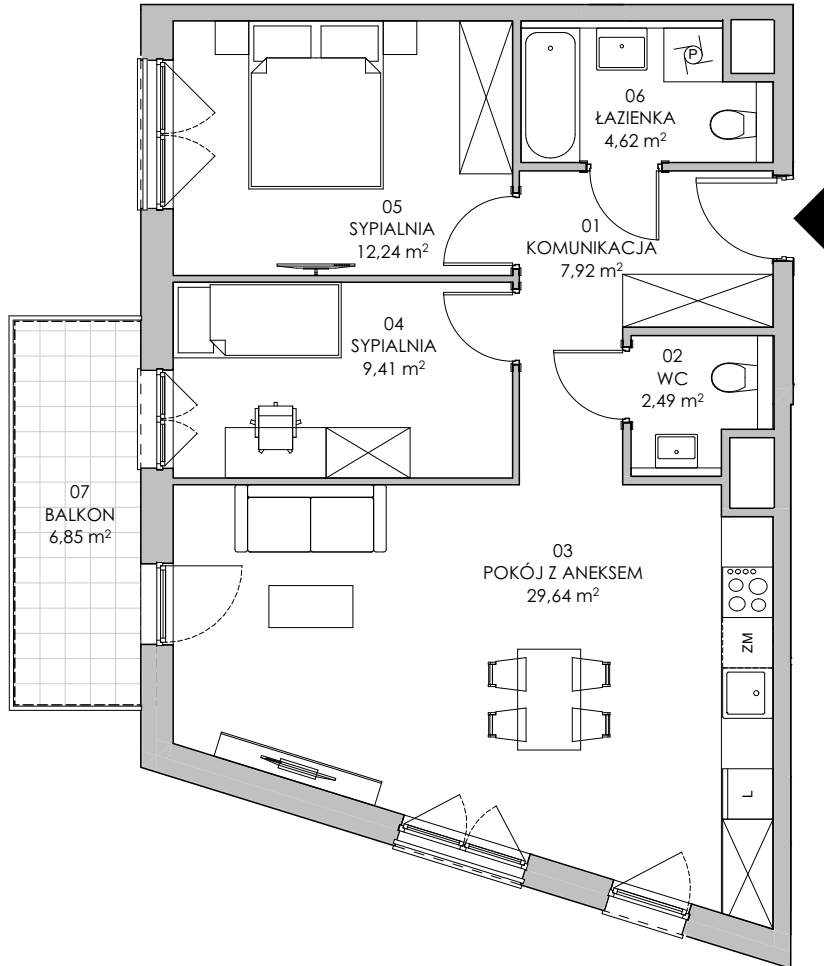 06
ŁAZIENKA
4,62 m²
P
05
SYPIALNIA
12,24 m²
01
KOMUNIKACJA
7,92 m²
04
SYPIALNIA
9,41 m²
02
WC
2,49 m²
07
BALKON
6,85 m²
03
POKÓJ Z ANEKSEM
29,64 m²
ZM
L